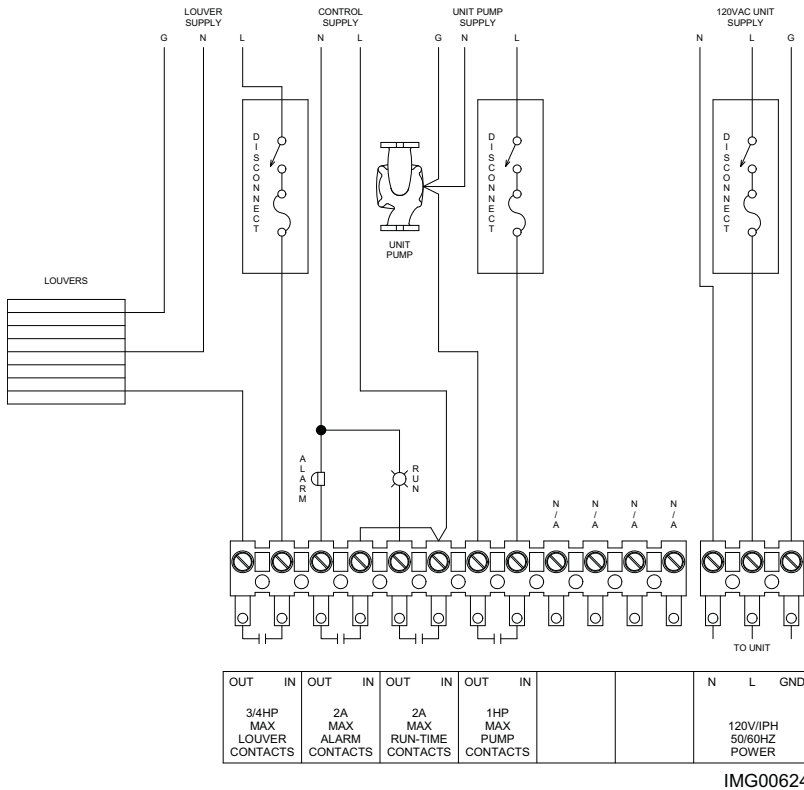 LOUVER
SUPPLY
CONTROL
SUPPLY
UNIT PUMP
SUPPLY
120VAC UNIT
SUPPLY
G N L N L G N L N L G
DISCONNECT
DISCONNECT
DISCONNECT
UNIT
PUMP
LOUVERS
ALARM
RUN
N/A
N/A
N/A
N/A
TO UNIT
OUT IN OUT IN OUT IN OUT IN N L GND
3/4HP
MAX
LOUVER
CONTACTS
2A
MAX
ALARM
CONTACTS
2A
MAX
RUN-TIME
CONTACTS
1HP
MAX
PUMP
CONTACTS
120V/IPH
50/60HZ
POWER
IMG00624